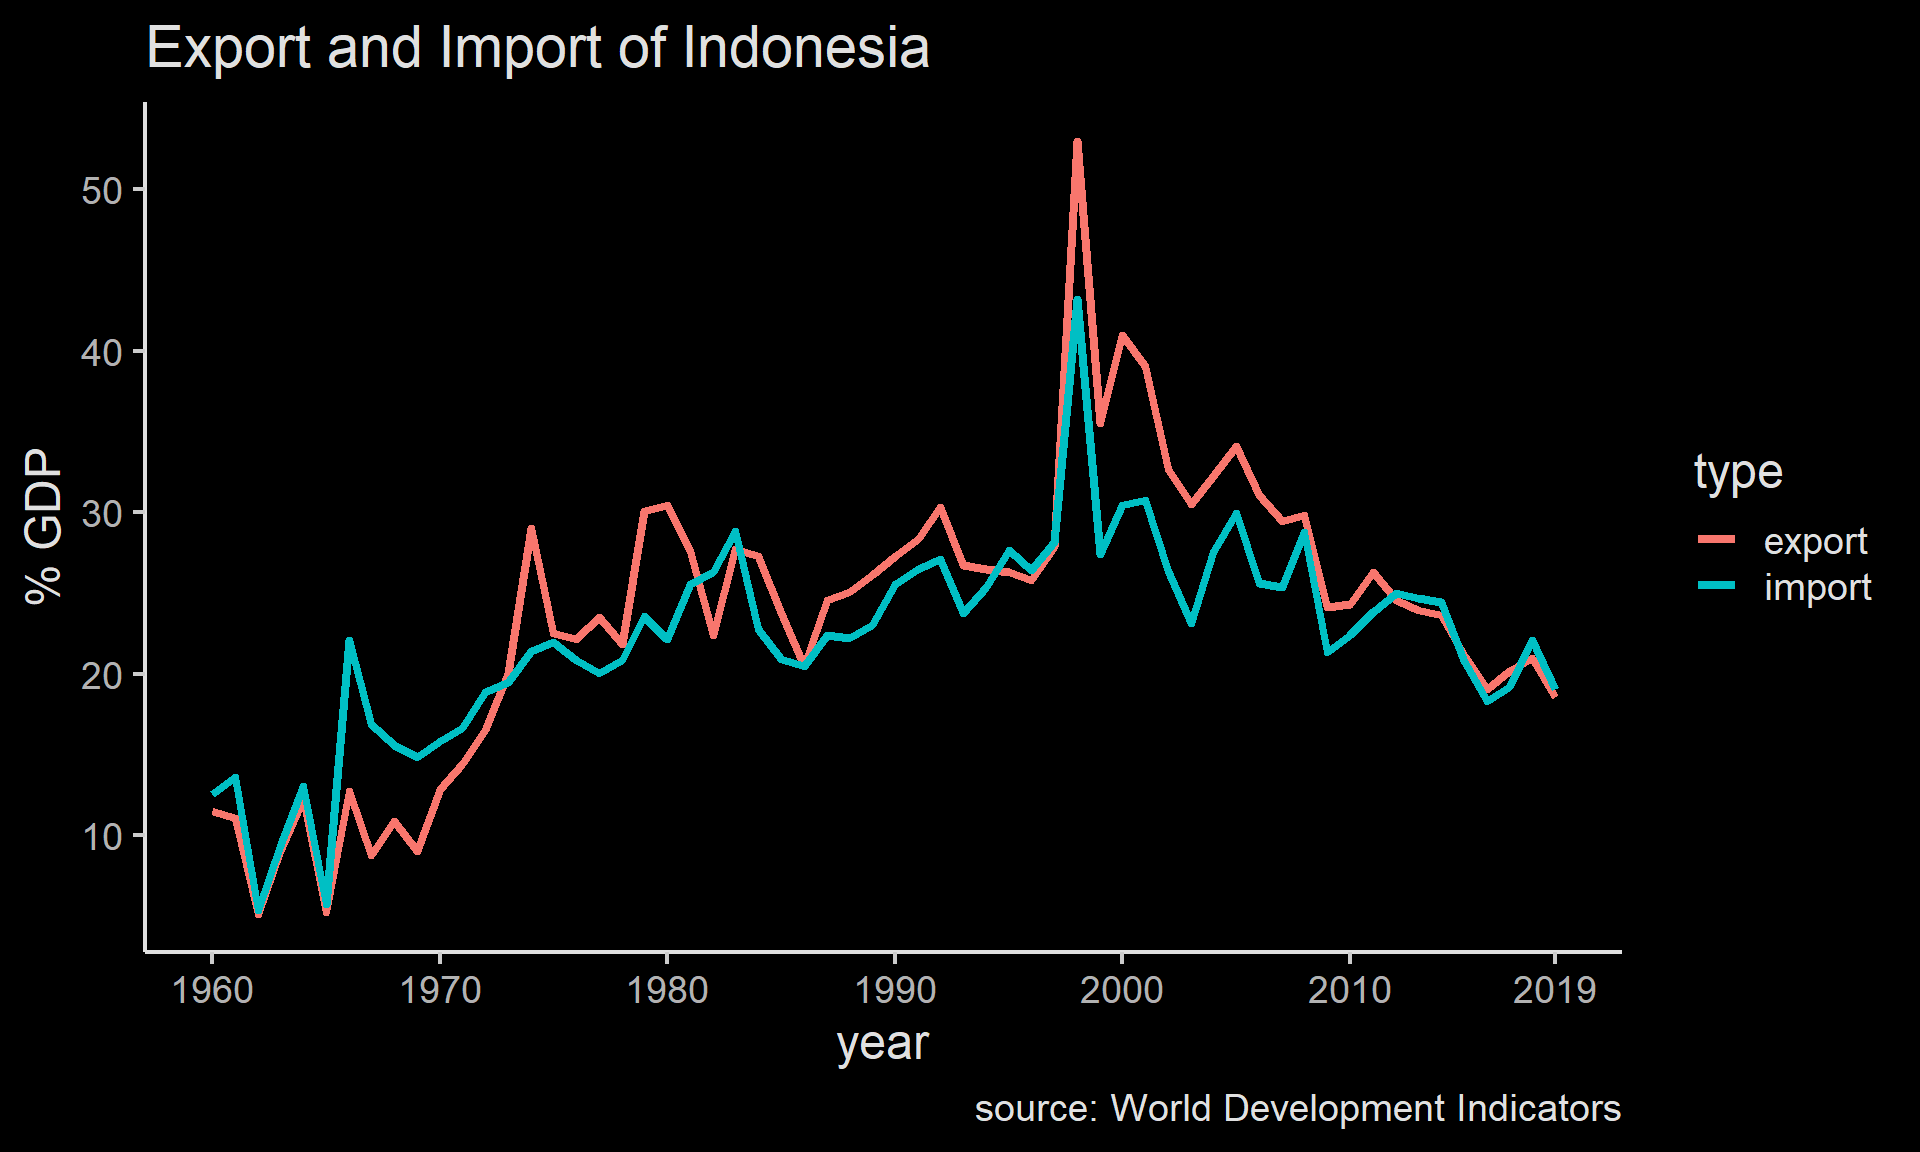 Export and Import of Indonesia
% GDP
50
40
30
20
10
1960 1970 1980 1990 2000 2010 2019
year
type
export
import
source: World Development Indicators